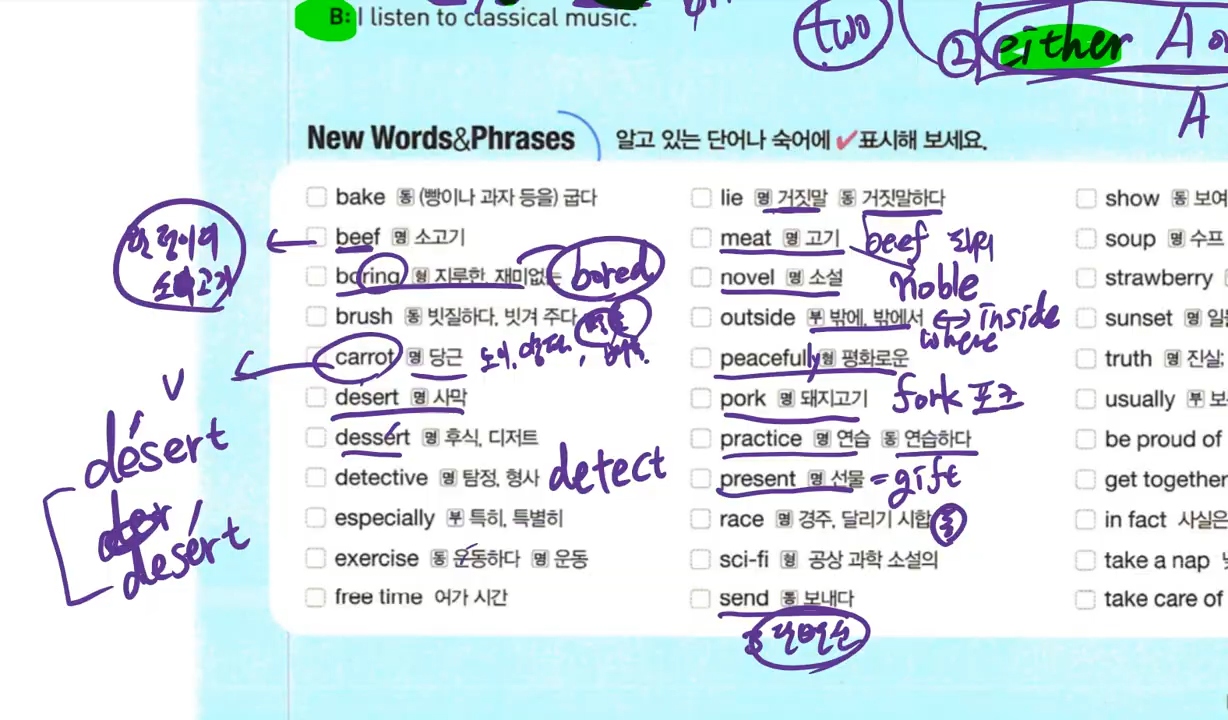 B: I listen to classical music.
two
② either A
A
New Words&Phrases 알고 있는 단어나 숙어에 ✓표시해 보세요.
bake 동 (빵이나 과자 등을) 굽다
beef 명 소고기
boring 형 지루한, 재미없는 bored
brush 동 빗질하다, 빗겨 주다
carrot 명 당근
desert 명 사막
dessert 명 후식, 디저트
detective 명 탐정, 형사 detect
especially 부 특히, 특별히
exercise 동 운동하다 명 운동
free time 여가 시간
désert
desért
lie 명 거짓말 동 거짓말하다
meat 명 고기 beef
novel 명 소설 noble
outside 부 밖에, 밖에서 ↔ inside
where
peacefully 형 평화로운
pork 명 돼지고기 fork 포크
practice 명 연습 동 연습하다
present 명 선물 = gift
race 명 경주, 달리기 시합 동
sci-fi 형 공상 과학 소설의
send 동 보내다
show 동 보여
soup 명 수프
strawberry
sunset 명
truth 명 진실
usually 부
be proud of
get together
in fact 사실은
take a nap
take care of